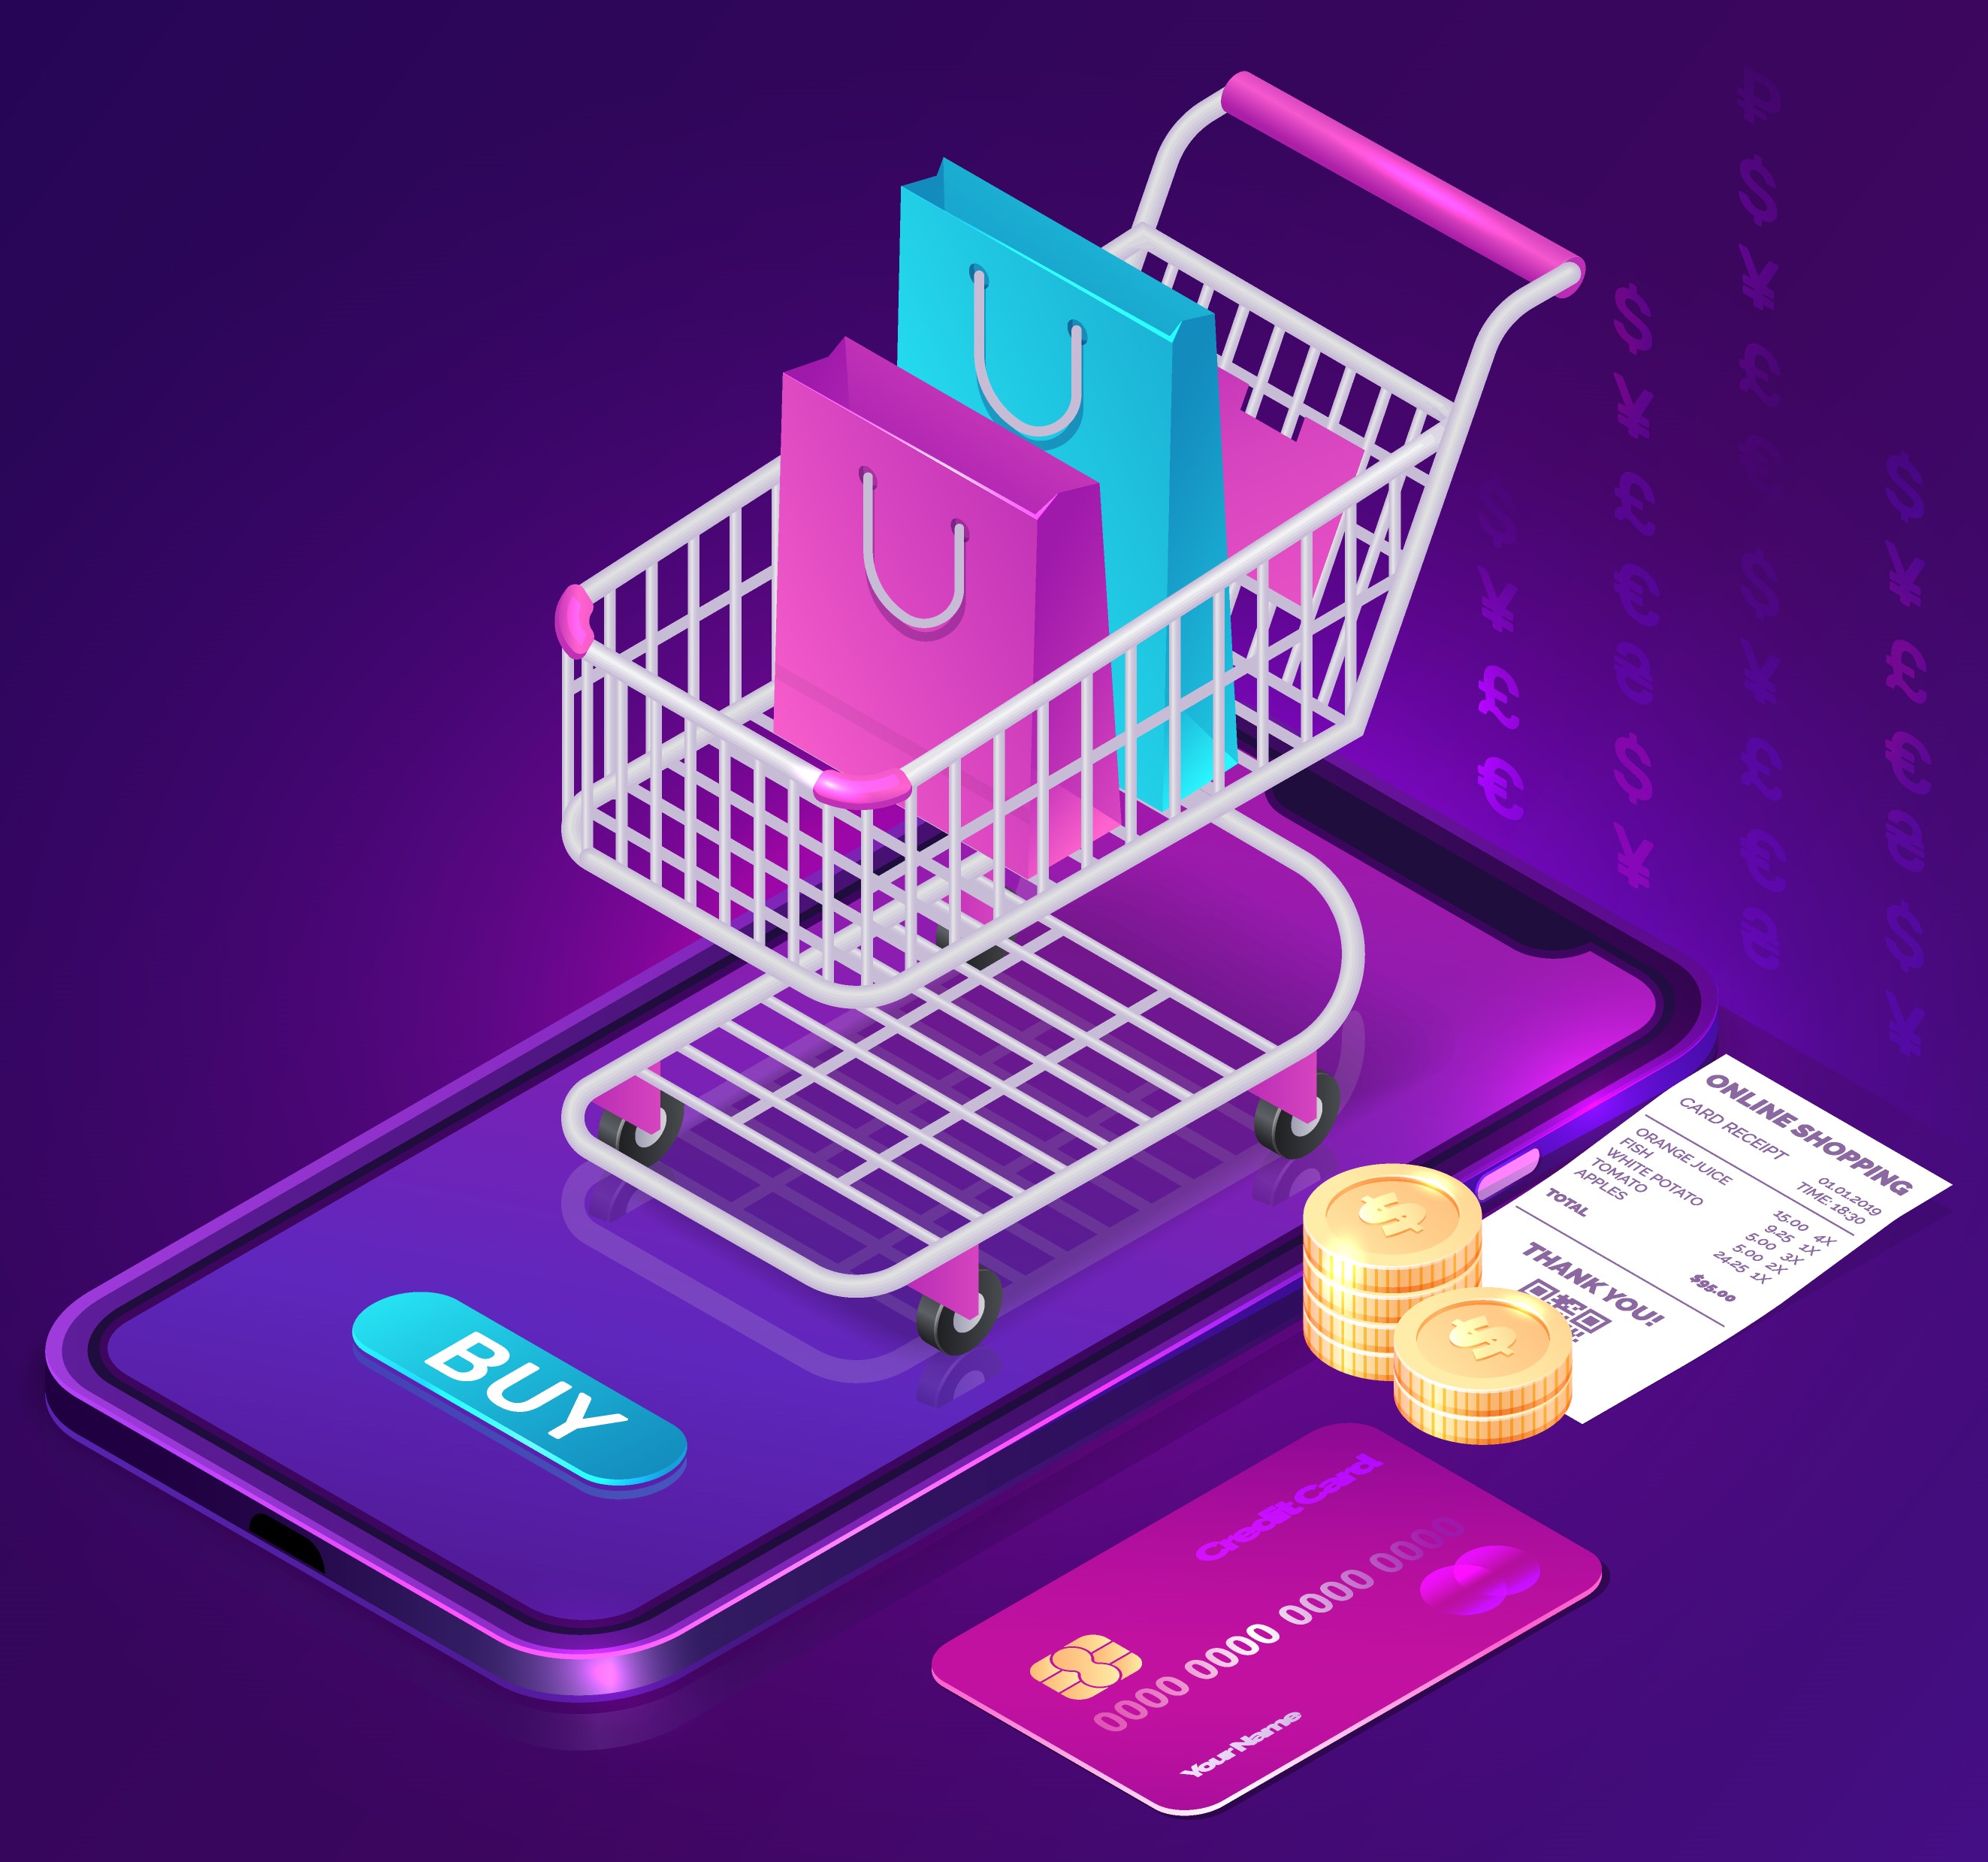 ONLINE SHOPPING
CARD RECEIPT
01.01.2019
TIME: 18:30
ORANGE JUICE 15.00 4X
FISH 9.25 1X
WHITE POTATO 5.00 3X
TOMATO 5.00 2X
APPLES 24.25 1X
TOTAL $95.00
THANK YOU!
BUY
Credit Card
0000 0000 0000 0000
Your Name